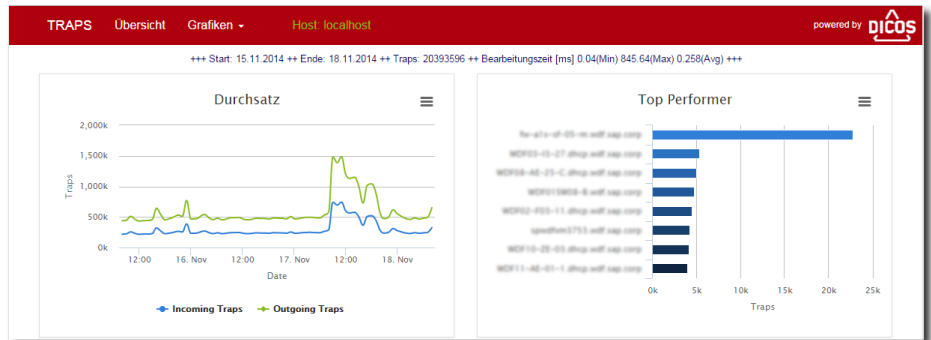 TRAPS Übersicht Grafiken Host: localhost powered by DICOS
+++ Start: 15.11.2014 ++ Ende: 18.11.2014 ++ Traps: 20393596 ++ Bearbeitungszeit [ms] 0.04(Min) 845.64(Max) 0.258(Avg) +++
Durchsatz
2,000k
1,500k
1,000k
500k
0k
Traps
12:00 16. Nov 12:00 17. Nov 12:00 18. Nov
Date
Incoming Traps Outgoing Traps
Top Performer
0k 5k 10k 15k 20k 25k
Traps